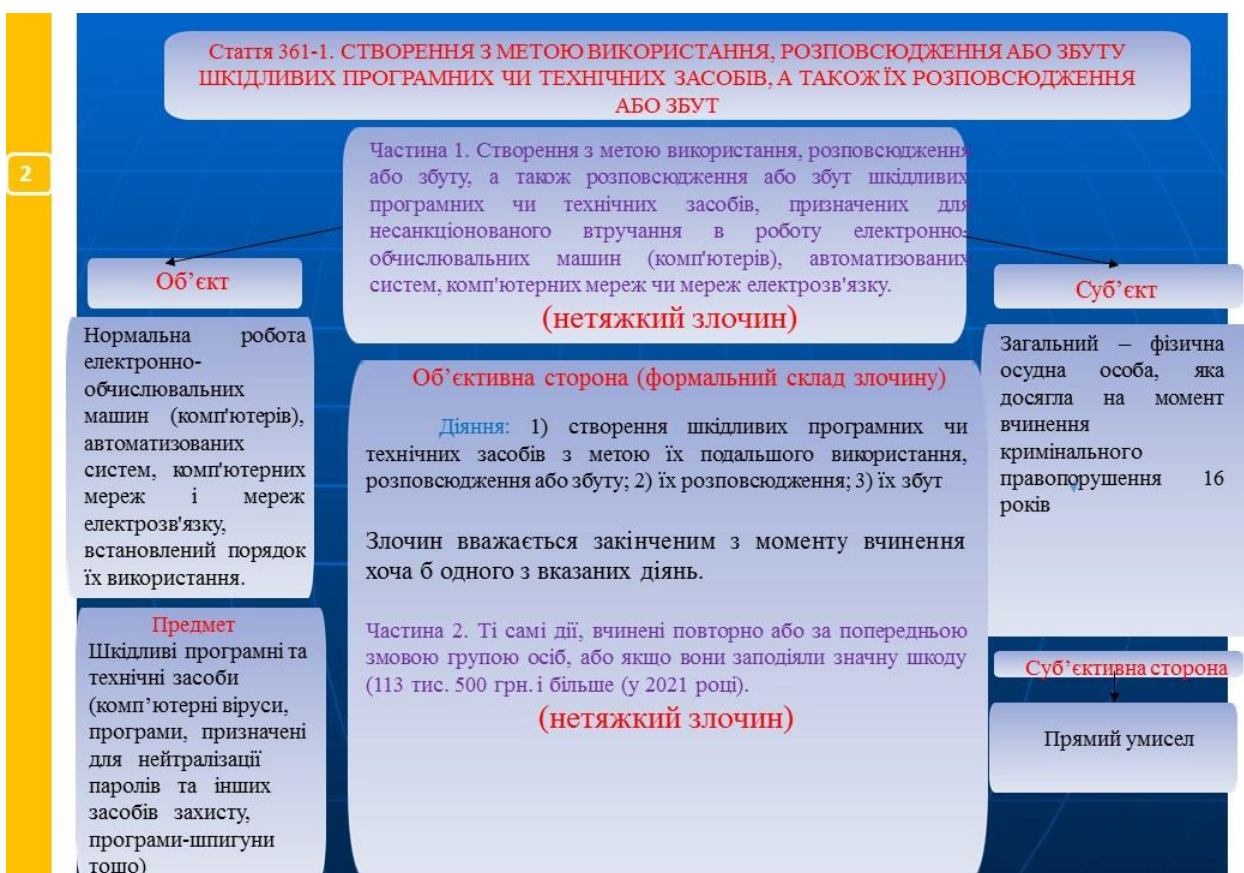 Стаття 361-1. СТВОРЕННЯ З МЕТОЮ ВИКОРИСТАННЯ, РОЗПОВСЮДЖЕННЯ АБО ЗБУТУ
ШКІДЛИВИХ ПРОГРАМНИХ ЧИ ТЕХНІЧНИХ ЗАСОБІВ, А ТАКОЖ ЇХ РОЗПОВСЮДЖЕННЯ
АБО ЗБУТ
2
Частина 1. Створення з метою використання, розповсюдження
або збуту, а також розповсюдження або збут шкідливих
програмних чи технічних засобів, призначених для
несанкціонованого втручання в роботу електронно-
обчислювальних машин (комп'ютерів), автоматизованих
систем, комп'ютерних мереж чи мереж електрозв'язку.
(нетяжкий злочин)
Об’єкт
Нормальна робота
електронно-
обчислювальних
машин (комп'ютерів),
автоматизованих
систем, комп'ютерних
мереж і мереж
електрозв'язку,
встановлений порядок
їх використання.
Предмет
Шкідливі програмні та
технічні засоби
(комп’ютерні віруси,
програми, призначені
для нейтралізації
паролів та інших
засобів захисту,
програми-шпигуни
тощо)
Об’єктивна сторона (формальний склад злочину)
Діяння: 1) створення шкідливих програмних чи
технічних засобів з метою їх подальшого використання,
розповсюдження або збуту; 2) їх розповсюдження; 3) їх збут
Злочин вважається закінченим з моменту вчинення
хоча б одного з вказаних діянь.
Частина 2. Ті самі дії, вчинені повторно або за попередньою
змовою групою осіб, або якщо вони заподіяли значну шкоду
(113 тис. 500 грн. і більше (у 2021 році).
(нетяжкий злочин)
Суб’єкт
Загальний – фізична
осудна особа, яка
досягла на момент
вчинення
кримінального
правопорушення 16
років
Суб’єктивна сторона
Прямий умисел